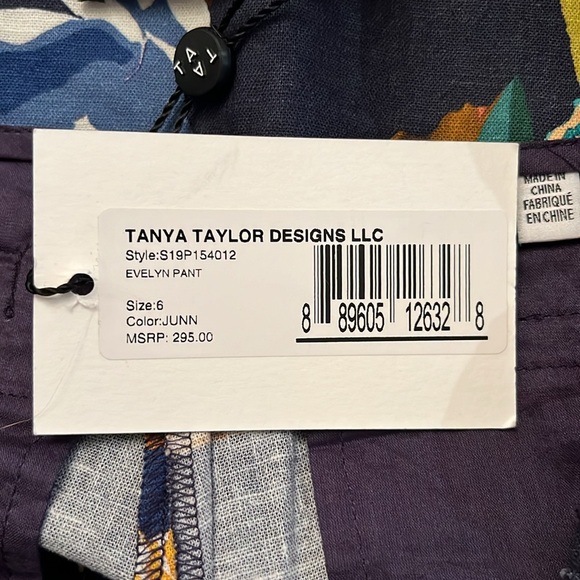 TAT
MADE IN
CHINA
FABRIQUÉ
EN CHINE
TANYA TAYLOR DESIGNS LLC
Style:S19P154012
EVELYN PANT
Size:6
Color:JUNN
MSRP: 295.00
8 89605 12632 8